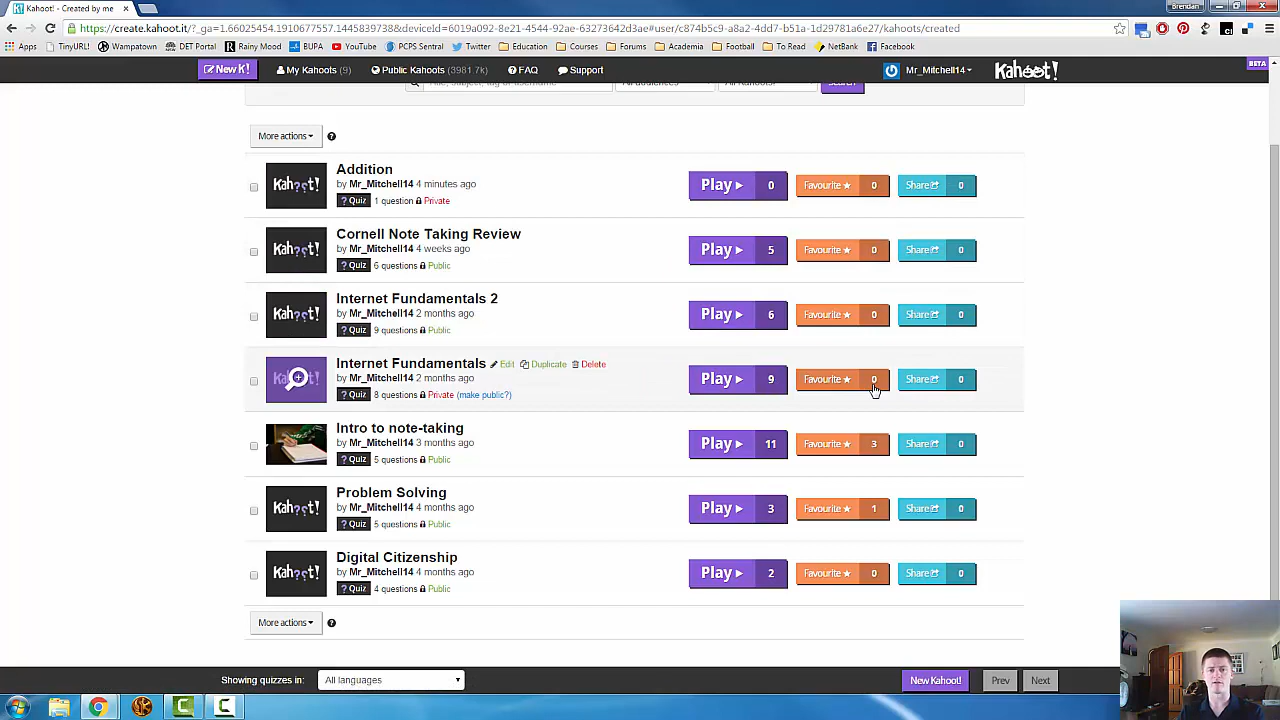 Kahoot! - Created by me
Brendan
https://create.kahoot.it/?_ga=1.66025454.1910677557.1445839738&deviceId=6019a092-8e21-4544-92ae-63273642d3ae#user/c874b5c9-a8a2-4dd7-b51a-1d29781a6e27/kahoots/created
Apps TinyURL! Wampatown DET Portal Rainy Mood BUPA YouTube PCPS Sentral Twitter Education Courses Forums Academia Football To Read NetBank Facebook
New K! My Kahoots (9) Public Kahoots (3981.7k) FAQ Support Mr_Mitchell14 Kahoot! BETA
More actions
Addition
by Mr_Mitchell14 4 minutes ago
Quiz 1 question Private
Play 0 Favourite 0 Share 0
Cornell Note Taking Review
by Mr_Mitchell14 4 weeks ago
Quiz 6 questions Public
Play 5 Favourite 0 Share 0
Internet Fundamentals 2
by Mr_Mitchell14 2 months ago
Quiz 9 questions Public
Play 6 Favourite 0 Share 0
Internet Fundamentals Edit Duplicate Delete
by Mr_Mitchell14 2 months ago
Quiz 8 questions Private (make public?)
Play 9 Favourite 0 Share 0
Intro to note-taking
by Mr_Mitchell14 3 months ago
Quiz 5 questions Public
Play 11 Favourite 3 Share 0
Problem Solving
by Mr_Mitchell14 4 months ago
Quiz 5 questions Public
Play 3 Favourite 1 Share 0
Digital Citizenship
by Mr_Mitchell14 4 months ago
Quiz 4 questions Public
Play 2 Favourite 0 Share 0
More actions
Showing quizzes in: All languages New Kahoot! Prev Next